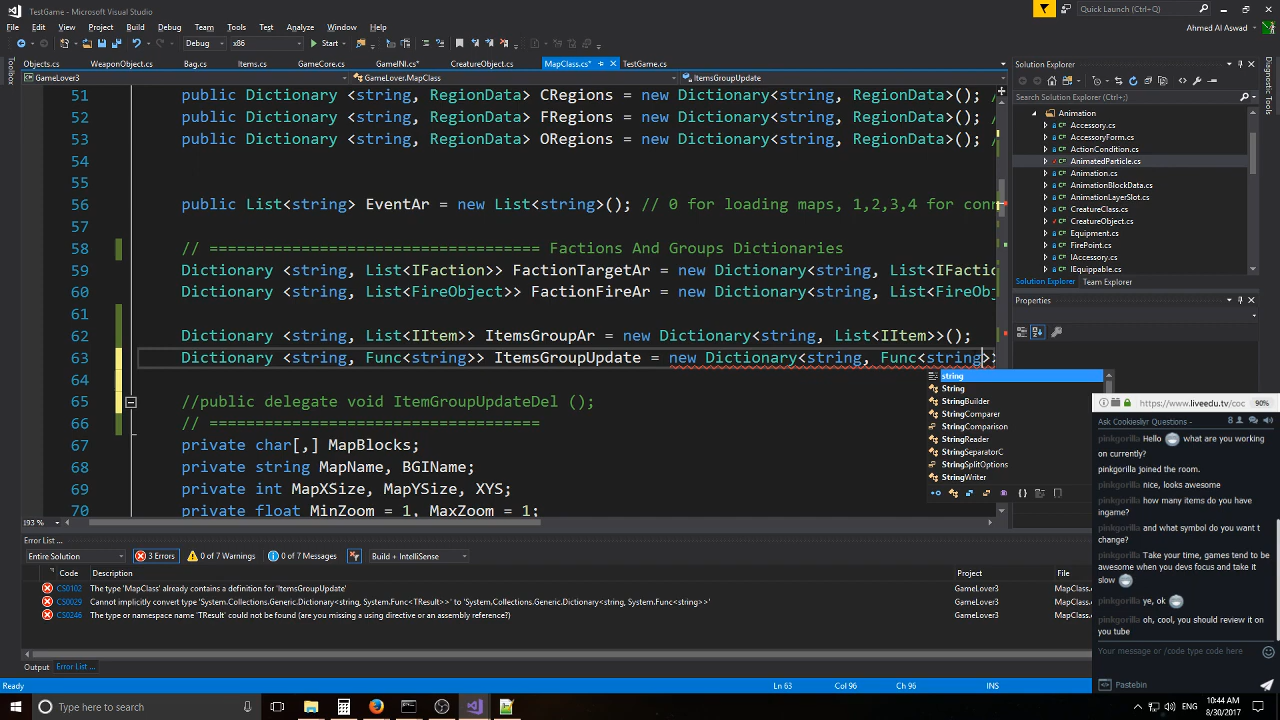 TestGame - Microsoft Visual Studio
Quick Launch (Ctrl+Q)
File Edit View Project Build Debug Team Tools Test Analyze Window Help
Ahmed Al Aswad
Debug x86 Start
Objects.cs WeaponObject.cs Bag.cs Items.cs GameCore.cs GameNI.cs* CreatureObject.cs MapClass.cs* TestGame.cs
GameLover3 GameLover.MapClass ItemsGroupUpdate
Toolbox
51 public Dictionary <string, RegionData> CRegions = new Dictionary<string, RegionData>(); /
52 public Dictionary <string, RegionData> FRegions = new Dictionary<string, RegionData>(); /
53 public Dictionary <string, RegionData> ORegions = new Dictionary<string, RegionData>(); /
54
55
56 public List<string> EventAr = new List<string>(); // 0 for loading maps, 1,2,3,4 for conn
57
58 // ==================================== Factions And Groups Dictionaries
59 Dictionary <string, List<IFaction>> FactionTargetAr = new Dictionary<string, List<IFactio
60 Dictionary <string, List<FireObject>> FactionFireAr = new Dictionary<string, List<FireObj
61
62 Dictionary <string, List<IItem>> ItemsGroupAr = new Dictionary<string, List<IItem>>();
63 Dictionary <string, Func<string>> ItemsGroupUpdate = new Dictionary<string, Func<string>>
64
65 //public delegate void ItemGroupUpdateDel ();
66 // ====================================
67 private char[,] MapBlocks;
68 private string MapName, BGIName;
69 private int MapXSize, MapYSize, XYS;
70 private float MinZoom = 1, MaxZoom = 1;
string
String
StringBuilder
StringComparer
StringComparison
StringReader
StringSeparatorC
StringSplitOptions
StringWriter
193 %
Solution Explorer
Search Solution Explorer (Ctrl+;)
Animation
Accessory.cs
AccessoryForm.cs
ActionCondition.cs
AnimatedParticle.cs
Animation.cs
AnimationBlockData.cs
AnimationLayerSlot.cs
CreatureClass.cs
CreatureObject.cs
Equipment.cs
FirePoint.cs
IEquippable.cs
Solution Explorer Team Explorer
Properties
Diagnostic Tools
Error List ...
Entire Solution 3 Errors 0 of 7 Warnings 0 of 7 Messages Build + IntelliSense
Code Description Project File
CS0102 The type 'MapClass' already contains a definition for 'ItemsGroupUpdate' GameLover3 MapClass.c
CS0029 Cannot implicitly convert type 'System.Collections.Generic.Dictionary<string, System.Func<TResult>>' to 'System.Collections.Generic.Dictionary<string, System.Func<string>>' GameLover3 MapClass.c
CS0246 The type or namespace name 'TResult' could not be found (are you missing a using directive or an assembly reference?) GameLover3 MapClass.c
Output Error List ...
Ready Ln 63 Col 96 Ch 96 INS
https://www.liveedu.tv/coc 90%
Ask Cookiesliyr Questions - 8
pinkgorilla Hello what are you working
on currently?
pinkgorilla joined the room.
pinkgorilla nice, looks awesome
pinkgorilla how many items do you have
ingame?
pinkgorilla and what symbol do you want t
change?
pinkgorilla Take your time, games tend to be
awesome when you devs focus and take it
slow
pinkgorilla ye, ok
pinkgorilla oh, cool, you should review it on
you tube
Your message or /code type code here
Pastebin
Type here to search
ENG
10:44 AM
8/30/2017